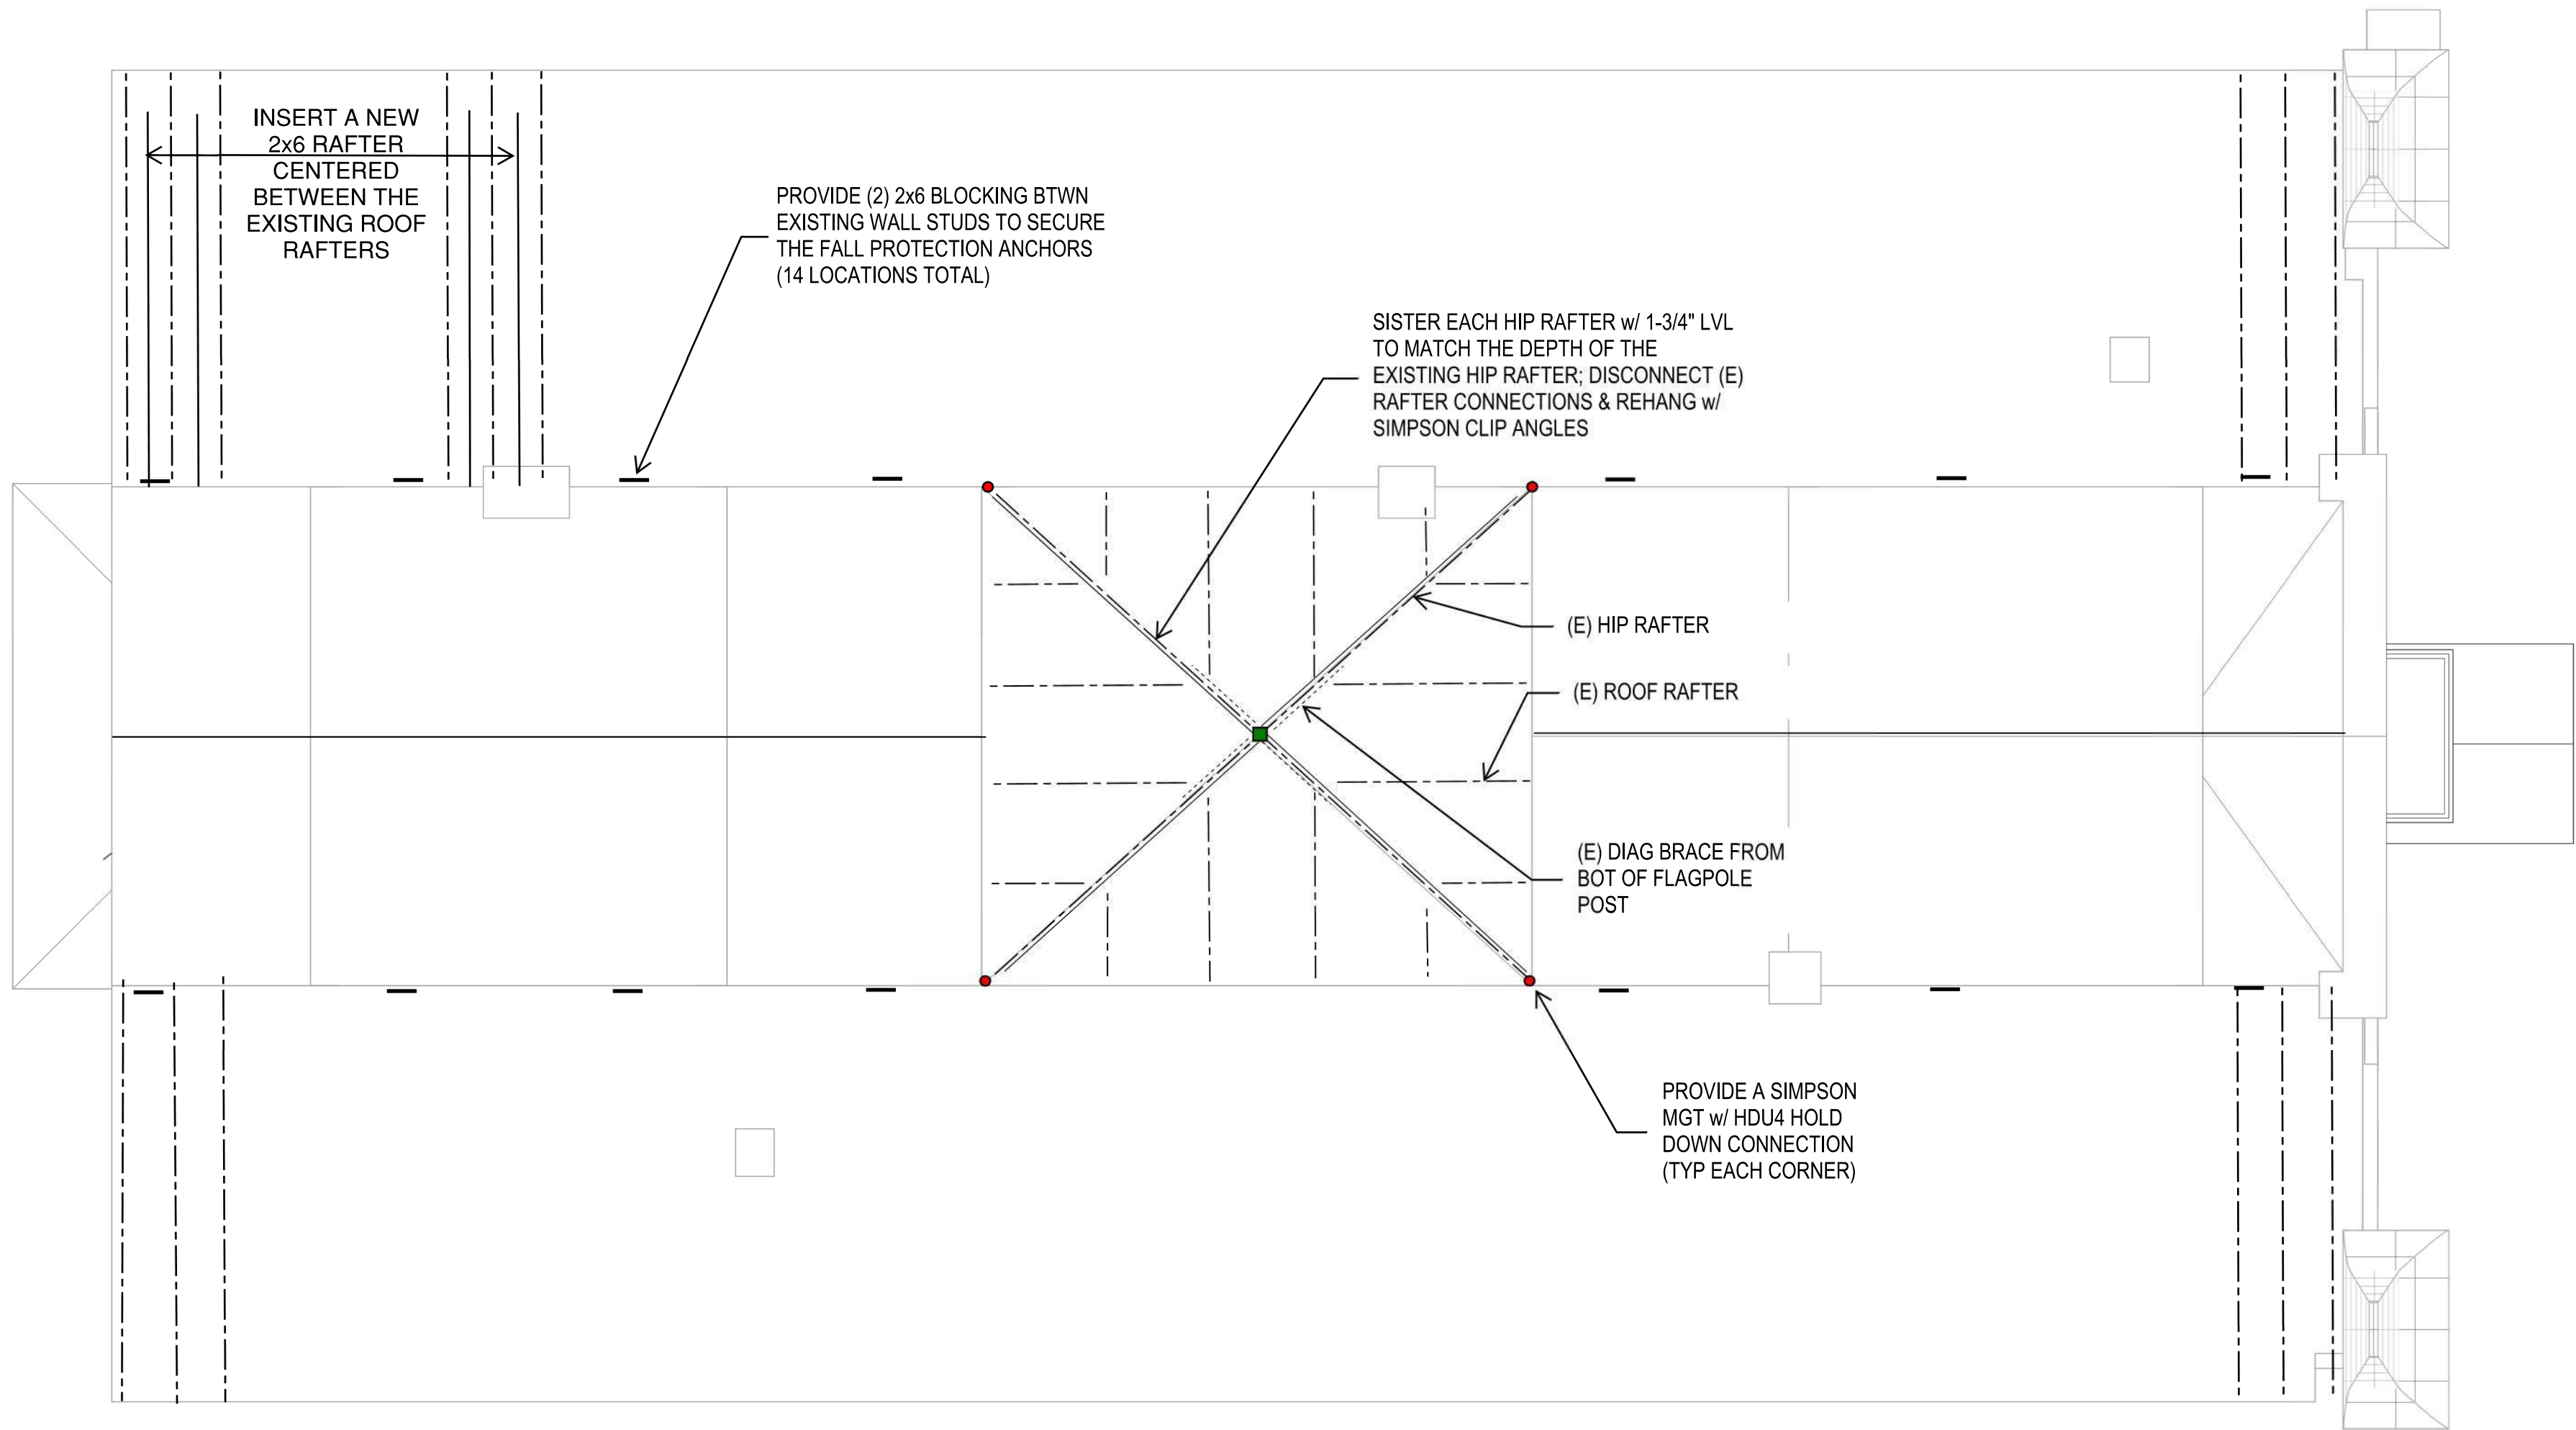 INSERT A NEW
2x6 RAFTER
CENTERED
BETWEEN THE
EXISTING ROOF
RAFTERS
PROVIDE (2) 2x6 BLOCKING BTWN
EXISTING WALL STUDS TO SECURE
THE FALL PROTECTION ANCHORS
(14 LOCATIONS TOTAL)
SISTER EACH HIP RAFTER w/ 1-3/4" LVL
TO MATCH THE DEPTH OF THE
EXISTING HIP RAFTER; DISCONNECT (E)
RAFTER CONNECTIONS & REHANG w/
SIMPSON CLIP ANGLES
(E) HIP RAFTER
(E) ROOF RAFTER
(E) DIAG BRACE FROM
BOT OF FLAGPOLE
POST
PROVIDE A SIMPSON
MGT w/ HDU4 HOLD
DOWN CONNECTION
(TYP EACH CORNER)